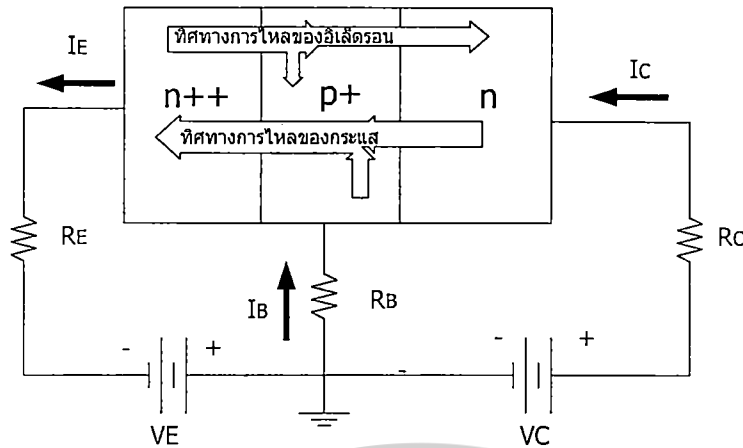 ทิศทางการไหลของอิเล็ดรอน
IE
IC
n++ p+ n
ทิศทางการไหลของกระแส
RE
RC
IB
RB
- + - - +
VE
VC